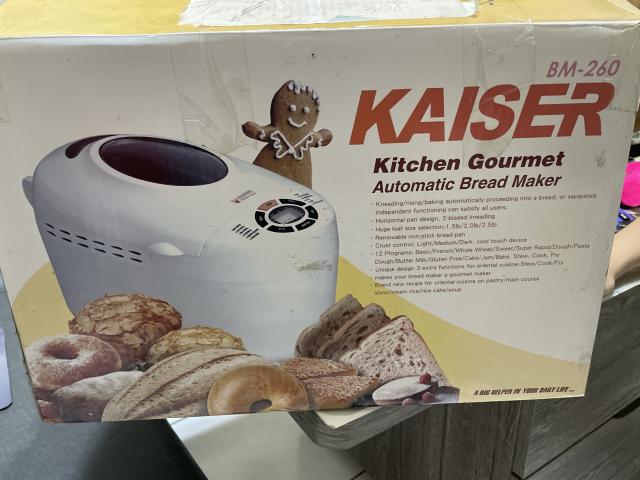 BM-260
KAISER
Kitchen Gourmet
Automatic Bread Maker
- Kneading/rising/baking automatically proceeding into a bread; or separately
independent functioning can satisfy all users.
- Horizontal pan design, 2 bladed kneading
- Huge loaf size selection:1.5lb/2.0lb/2.5lb
- Removable non stick bread pan
- Crust control: Light/Medium/Dark, cool touch device
- 12 Programs: Basic/French/Whole Wheat/Sweet/Super Rapid/Dough/Pasta
Dough/Butter Milk/Gluten Free/Cake/Jam/Bake, Stew, Cook, Fry
- Unique design 3 extra functions for oriental cuisine:Stew/Cook/Fry
makes your bread maker a gourmet maker
- Brand new recipe for oriental cuisine on pastry/main course
stew/steam rice/rice cake/soup
A BIG HELPER IN YOUR DAILY LIFE...